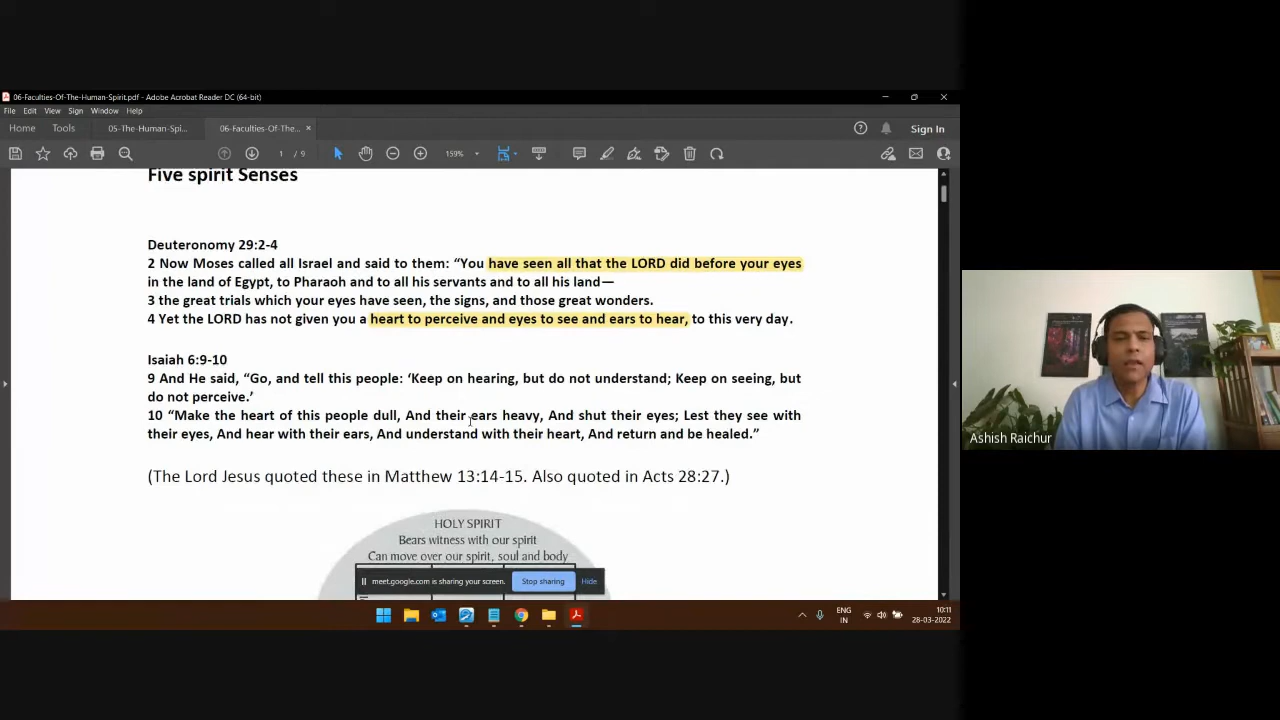 06-Faculties-Of-The-Human-Spirit.pdf - Adobe Acrobat Reader DC (64-bit)
File Edit View Sign Window Help
Home Tools 05-The-Human-Spi... 06-Faculties-Of-The... × Sign In
1 / 9 159%
Five spirit Senses
Deuteronomy 29:2-4
2 Now Moses called all Israel and said to them: “You have seen all that the LORD did before your eyes
in the land of Egypt, to Pharaoh and to all his servants and to all his land—
3 the great trials which your eyes have seen, the signs, and those great wonders.
4 Yet the LORD has not given you a heart to perceive and eyes to see and ears to hear, to this very day.
Isaiah 6:9-10
9 And He said, “Go, and tell this people: ‘Keep on hearing, but do not understand; Keep on seeing, but
do not perceive.’
10 “Make the heart of this people dull, And their ears heavy, And shut their eyes; Lest they see with
their eyes, And hear with their ears, And understand with their heart, And return and be healed.”
(The Lord Jesus quoted these in Matthew 13:14-15. Also quoted in Acts 28:27.)
HOLY SPIRIT
Bears witness with our spirit
Can move over our spirit, soul and body
meet.google.com is sharing your screen. Stop sharing Hide
ENG
IN
10:11
28-03-2022
Ashish Raichur